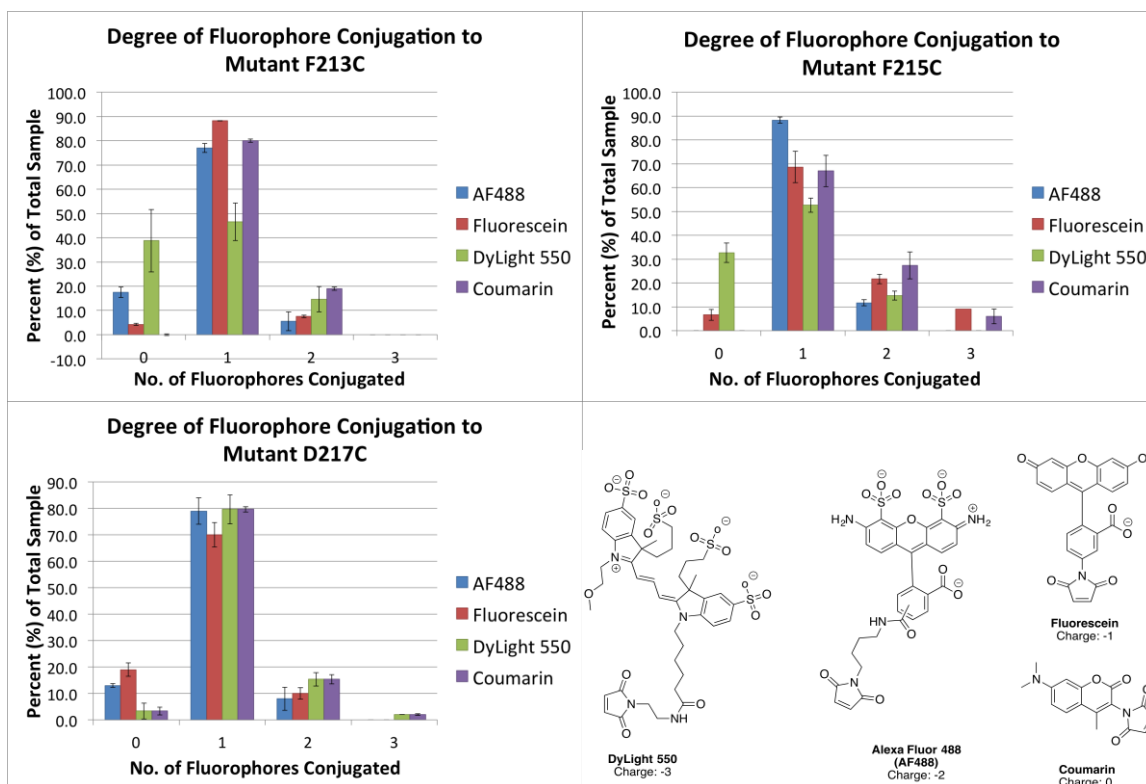 Degree of Fluorophore Conjugation to
Mutant F213C
Percent (%) of Total Sample
100.0
90.0
80.0
70.0
60.0
50.0
40.0
30.0
20.0
10.0
0.0
-10.0
0 1 2 3
No. of Fluorophores Conjugated
AF488
Fluorescein
DyLight 550
Coumarin
Degree of Fluorophore Conjugation to
Mutant F215C
Percent (%) of Total Sample
100.0
90.0
80.0
70.0
60.0
50.0
40.0
30.0
20.0
10.0
0.0
0 1 2 3
No. of Fluorophores Conjugated
AF488
Fluorescein
DyLight 550
Coumarin
Degree of Fluorophore Conjugation to
Mutant D217C
Percent (%) of Total Sample
90.0
80.0
70.0
60.0
50.0
40.0
30.0
20.0
10.0
0.0
0 1 2 3
No. of Fluorophores Conjugated
AF488
Fluorescein
DyLight 550
Coumarin
DyLight 550
Charge: -3
Alexa Fluor 488
(AF488)
Charge: -2
Fluorescein
Charge: -1
Coumarin
Charge: 0